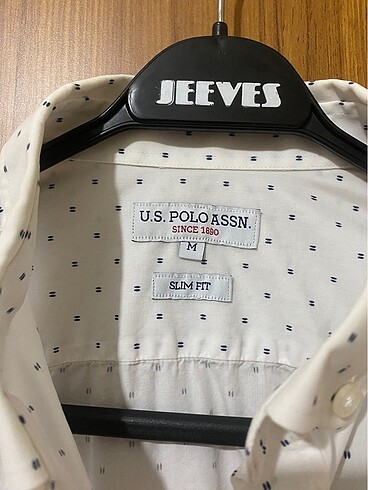 JEEVES
U.S. POLO ASSN.
SINCE 1890
M
SLIM FIT